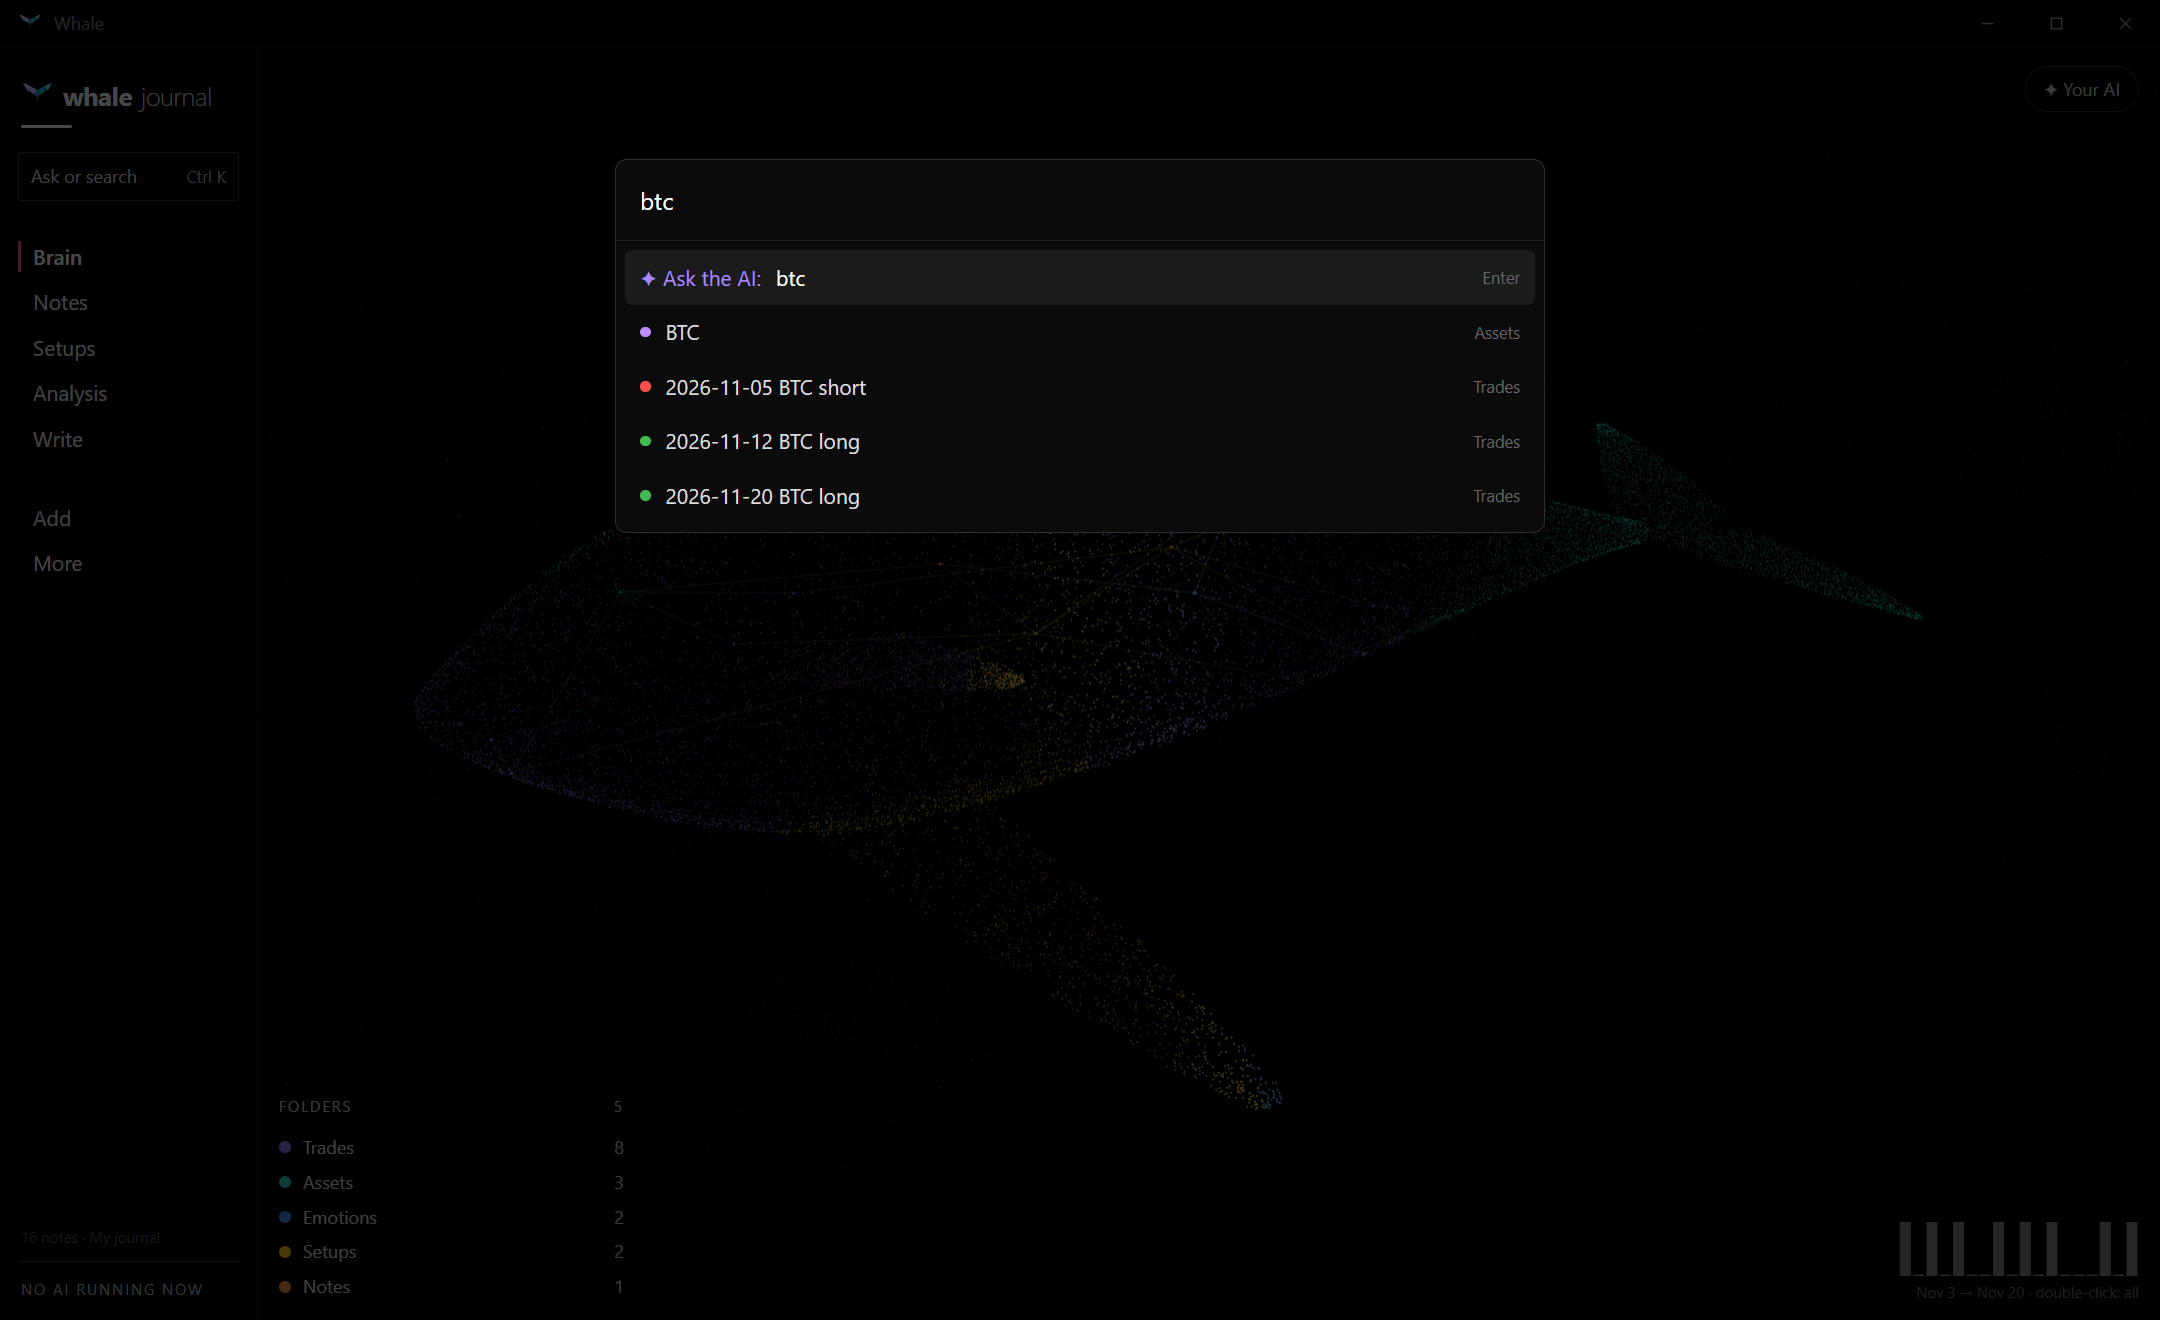 Whale
whale journal
✦ Your AI
Ask or search Ctrl K
Brain
Notes
Setups
Analysis
Write
Add
More
btc
✦ Ask the AI: btc Enter
BTC Assets
2026-11-05 BTC short Trades
2026-11-12 BTC long Trades
2026-11-20 BTC long Trades
FOLDERS 5
Trades 8
Assets 3
Emotions 2
Setups 2
Notes 1
16 notes · My journal
NO AI RUNNING NOW
Nov 3 → Nov 20 · double-click: all